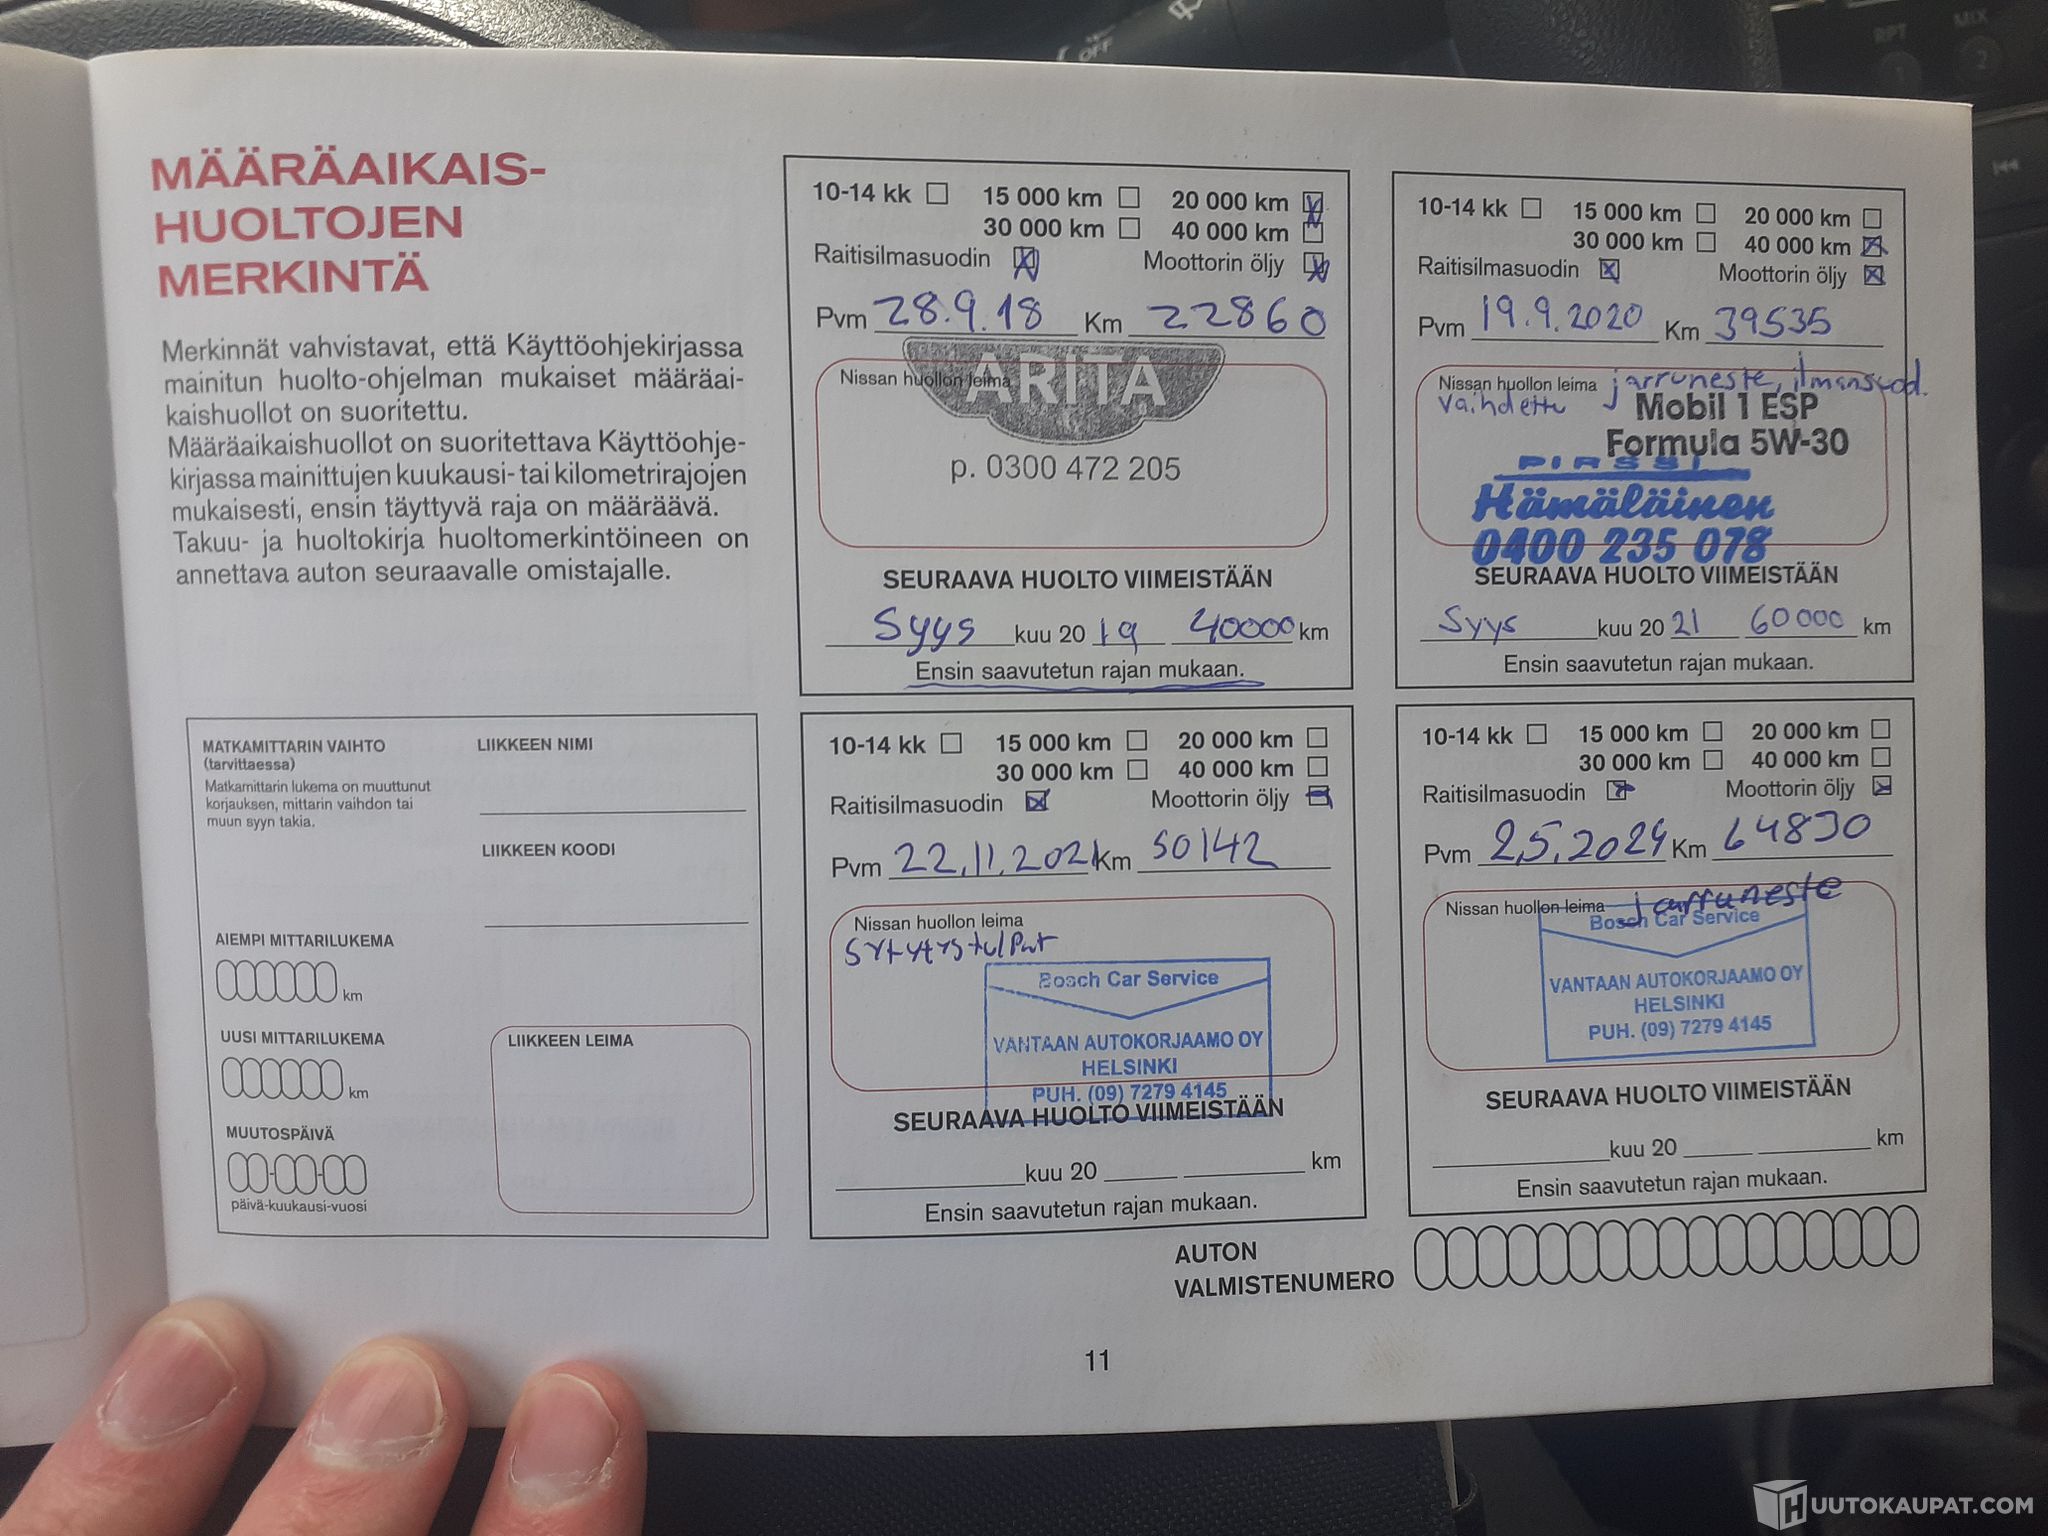 OFF
RPT
1
MIX
2
MÄÄRÄAIKAIS-
HUOLTOJEN
MERKINTÄ
Merkinnät vahvistavat, että Käyttöohjekirjassa
mainitun huolto-ohjelman mukaiset määräai-
kaishuollot on suoritettu.
Määräaikaishuollot on suoritettava Käyttöohje-
kirjassa mainittujen kuukausi- tai kilometrirajojen
mukaisesti, ensin täyttyvä raja on määräävä.
Takuu- ja huoltokirja huoltomerkintöineen on
annettava auton seuraavalle omistajalle.
MATKAMITTARIN VAIHTO
(tarvittaessa)
Matkamittarin lukema on muuttunut
korjauksen, mittarin vaihdon tai
muun syyn takia.
LIIKKEEN NIMI
LIIKKEEN KOODI
AIEMPI MITTARILUKEMA
km
UUSI MITTARILUKEMA
km
MUUTOSPÄIVÄ
päivä-kuukausi-vuosi
LIIKKEEN LEIMA
10-14 kk 15 000 km 20 000 km
30 000 km 40 000 km
Raitisilmasuodin Moottorin öljy
Pvm 28.9.18 Km 22860
Nissan huollon leima
ARITA
p. 0300 472 205
SEURAAVA HUOLTO VIIMEISTÄÄN
Syys kuu 20 19 40000 km
Ensin saavutetun rajan mukaan.
10-14 kk 15 000 km 20 000 km
30 000 km 40 000 km
Raitisilmasuodin Moottorin öljy
Pvm 19.9.2020 Km 39535
Nissan huollon leima jarruneste, ilmansuod.
vaihdettu
Mobil 1 ESP
Formula 5W-30
PIRSSI
Hämäläinen
0400 235 078
SEURAAVA HUOLTO VIIMEISTÄÄN
Syys kuu 20 21 60000 km
Ensin saavutetun rajan mukaan.
10-14 kk 15 000 km 20 000 km
30 000 km 40 000 km
Raitisilmasuodin Moottorin öljy
Pvm 22.11.2021 Km 50142
Nissan huollon leima
Sytytystulpat
Bosch Car Service
VANTAAN AUTOKORJAAMO OY
HELSINKI
PUH. (09) 7279 4145
SEURAAVA HUOLTO VIIMEISTÄÄN
kuu 20 km
Ensin saavutetun rajan mukaan.
10-14 kk 15 000 km 20 000 km
30 000 km 40 000 km
Raitisilmasuodin Moottorin öljy
Pvm 2.5.2024 Km 64830
Nissan huollon leima Jarruneste
Bosch Car Service
VANTAAN AUTOKORJAAMO OY
HELSINKI
PUH. (09) 7279 4145
SEURAAVA HUOLTO VIIMEISTÄÄN
kuu 20 km
Ensin saavutetun rajan mukaan.
AUTON
VALMISTENUMERO
11
HUUTOKAUPAT.COM